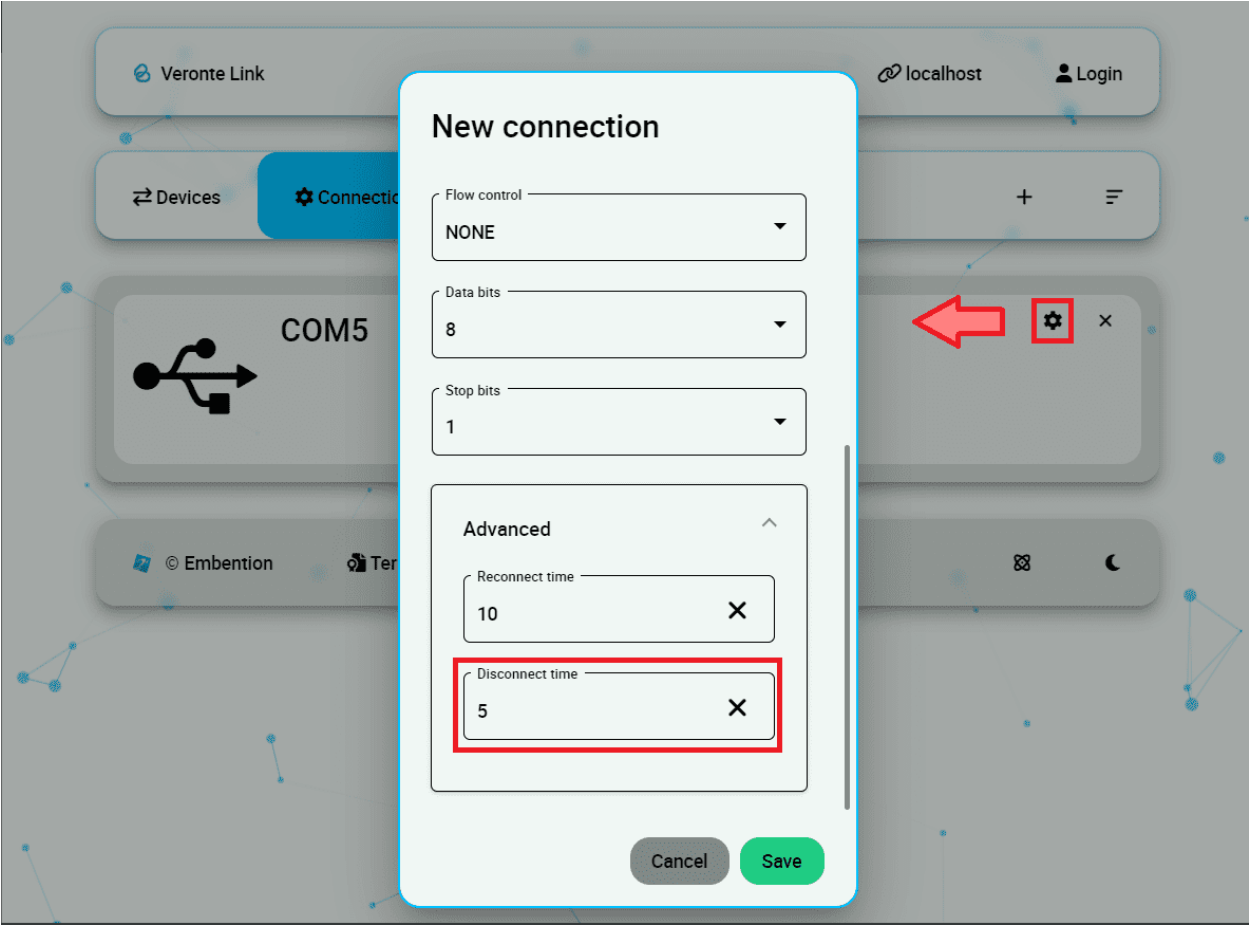 Veronte Link
localhost
Login
New connection
Devices
Connectio
Flow control
NONE
Data bits
8
COM5
Stop bits
1
Advanced
© Embention
Ter
Reconnect time
10
Disconnect time
5
Cancel
Save